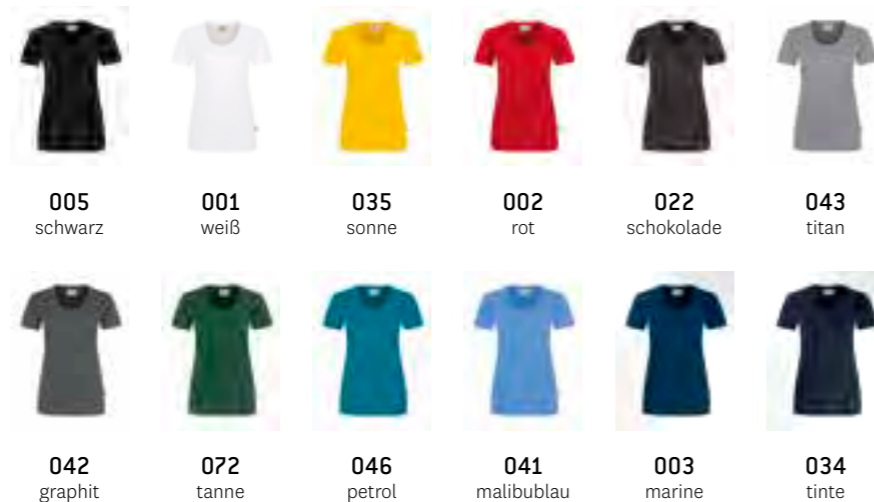 005 001 035 002 022 043
schwarz weiß sonne rot schokolade titan
042 072 046 041 003 034
graphit tanne petrol malibublau marine tinte